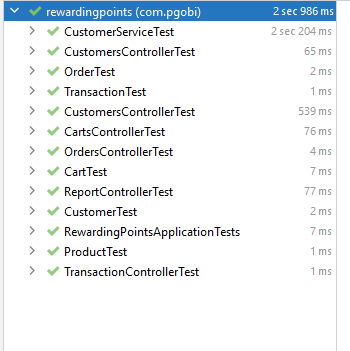 rewardingpoints (com.pgobi) 2 sec 986 ms
CustomerServiceTest 2 sec 204 ms
CustomersControllerTest 65 ms
OrderTest 2 ms
TransactionTest 1 ms
CustomersControllerTest 539 ms
CartsControllerTest 76 ms
OrdersControllerTest 4 ms
CartTest 7 ms
ReportControllerTest 77 ms
CustomerTest 2 ms
RewardingPointsApplicationTests 7 ms
ProductTest 1 ms
TransactionControllerTest 1 ms